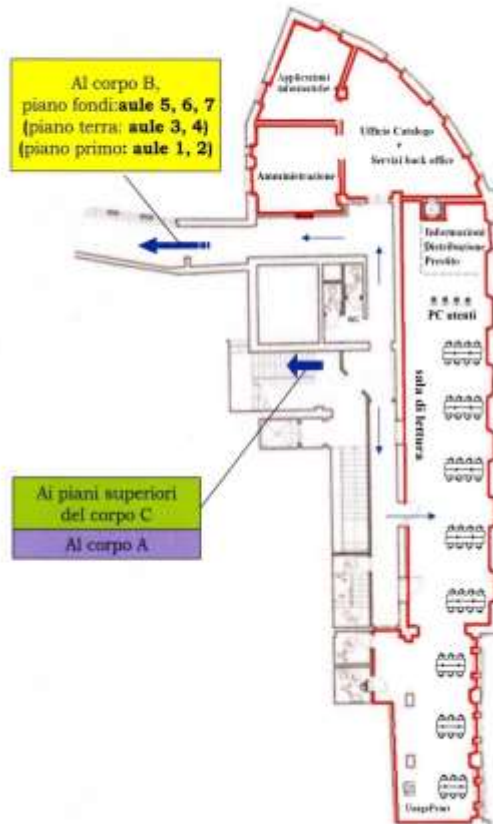 Al corpo B,
piano fondi:aule 5, 6, 7
(piano terra: aule 3, 4)
(piano primo: aule 1, 2)
Applicazioni
informatiche
Ufficio Catalogo
e
Servizi back office
Amministrazione
Informazioni
Distribuzione
Prestito
PC utenti
WC
sala di lettura
Ai piani superiori
del corpo C
Al corpo A